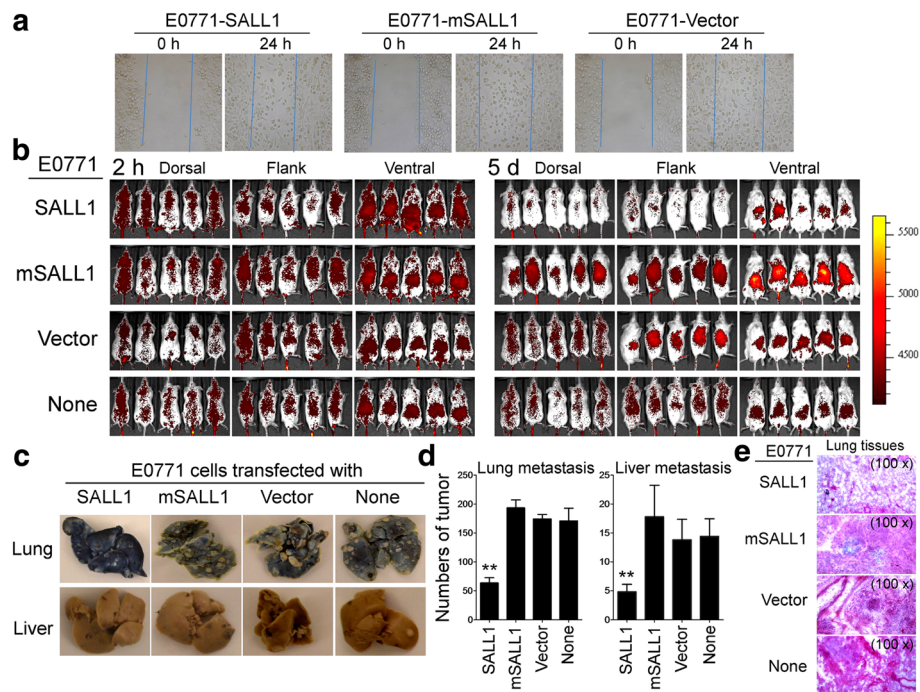 a
E0771-SALL1
E0771-mSALL1
E0771-Vector
0 h
24 h
0 h
24 h
0 h
24 h
b
E0771
2 h
Dorsal
Flank
Ventral
5 d
Dorsal
Flank
Ventral
SALL1
mSALL1
Vector
None
5500
5000
4500
c
E0771 cells transfected with
SALL1
mSALL1
Vector
None
Lung
Liver
d
Lung metastasis
Liver metastasis
Numbers of tumor
250
200
150
100
50
0
**
SALL1
mSALL1
Vector
None
25
20
15
10
5
0
**
SALL1
mSALL1
Vector
None
e
E0771
Lung tissues
SALL1
(100 x)
mSALL1
(100 x)
Vector
(100 x)
None
(100 x)